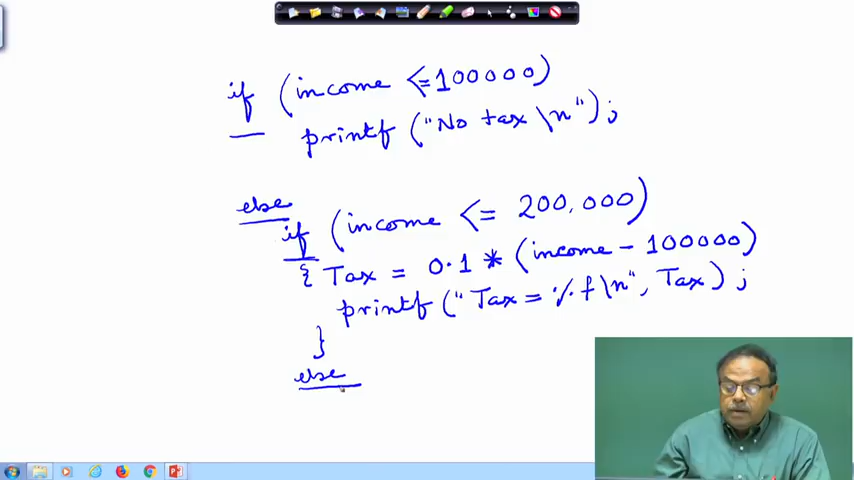 if (income <=100000)
printf ("No tax \n");
else
if (income <= 200,000)
{ Tax = 0.1 * (income - 100000)
printf ("Tax = %f\n", Tax);
}
else